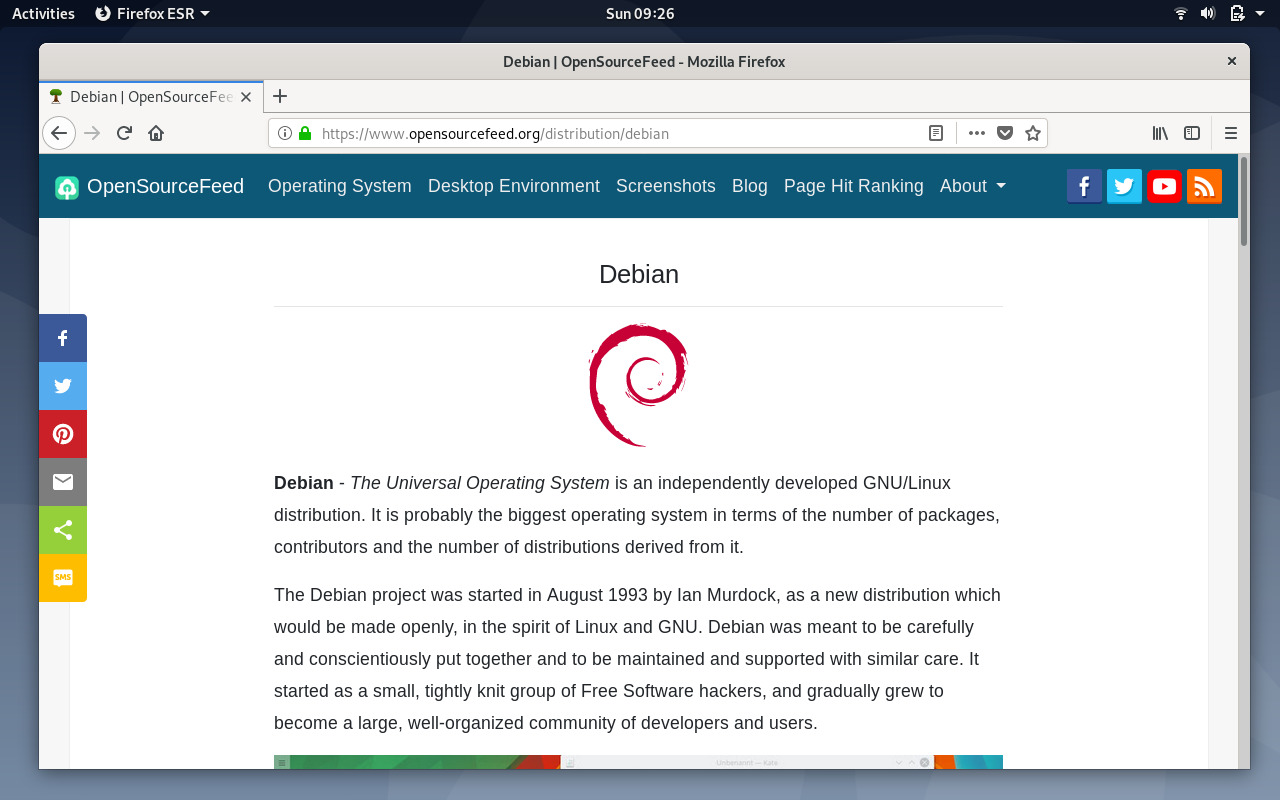 Activities Firefox ESR Sun 09:26
Debian | OpenSourceFeed - Mozilla Firefox
Debian | OpenSourceFee
https://www.opensourcefeed.org/distribution/debian
OpenSourceFeed Operating System Desktop Environment Screenshots Blog Page Hit Ranking About
Debian
Debian - The Universal Operating System is an independently developed GNU/Linux
distribution. It is probably the biggest operating system in terms of the number of packages,
contributors and the number of distributions derived from it.
SMS
The Debian project was started in August 1993 by Ian Murdock, as a new distribution which
would be made openly, in the spirit of Linux and GNU. Debian was meant to be carefully
and conscientiously put together and to be maintained and supported with similar care. It
started as a small, tightly knit group of Free Software hackers, and gradually grew to
become a large, well-organized community of developers and users.
Unbenannt — Kate